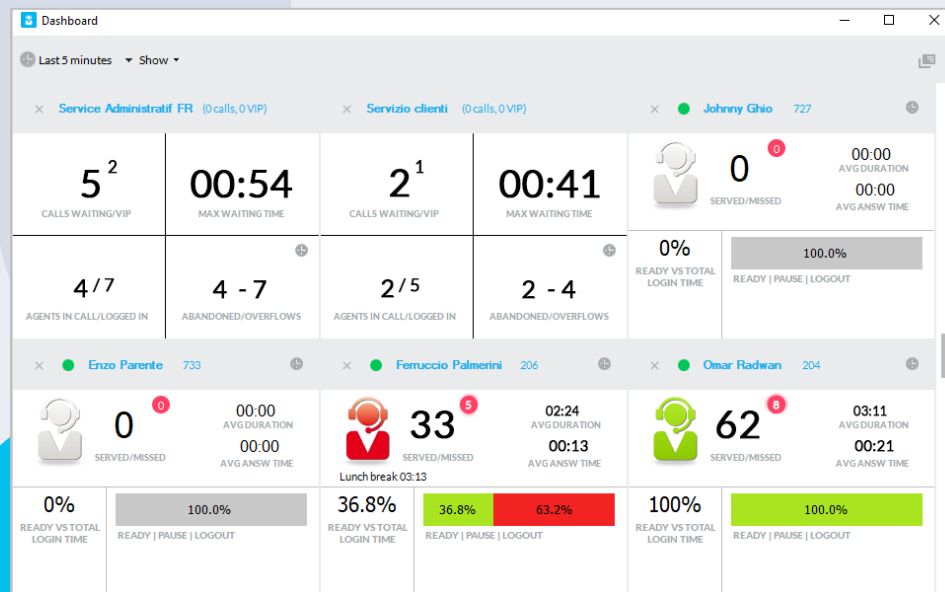 Dashboard
Last 5 minutes Show
Service Administratif FR (0 calls, 0 VIP)
Servizio clienti (0 calls, 0 VIP)
Johnny Ghio 727
5 2
CALLS WAITING/VIP
00:54
MAX WAITING TIME
2 1
CALLS WAITING/VIP
00:41
MAX WAITING TIME
0 0
SERVED/MISSED
00:00
AVG DURATION
00:00
AVG ANSW TIME
4 / 7
AGENTS IN CALL/LOGGED IN
4 - 7
ABANDONED/OVERFLOWS
2 / 5
AGENTS IN CALL/LOGGED IN
2 - 4
ABANDONED/OVERFLOWS
0%
READY VS TOTAL
LOGIN TIME
100.0%
READY | PAUSE | LOGOUT
Enzo Parente 733
Ferruccio Palmerini 206
Omar Radwan 204
0 0
SERVED/MISSED
00:00
AVG DURATION
00:00
AVG ANSW TIME
33 5
SERVED/MISSED
Lunch break 03:13
02:24
AVG DURATION
00:13
AVG ANSW TIME
62 8
SERVED/MISSED
03:11
AVG DURATION
00:21
AVG ANSW TIME
0%
READY VS TOTAL
LOGIN TIME
100.0%
READY | PAUSE | LOGOUT
36.8%
READY VS TOTAL
LOGIN TIME
36.8% 63.2%
READY | PAUSE | LOGOUT
100%
READY VS TOTAL
LOGIN TIME
100.0%
READY | PAUSE | LOGOUT